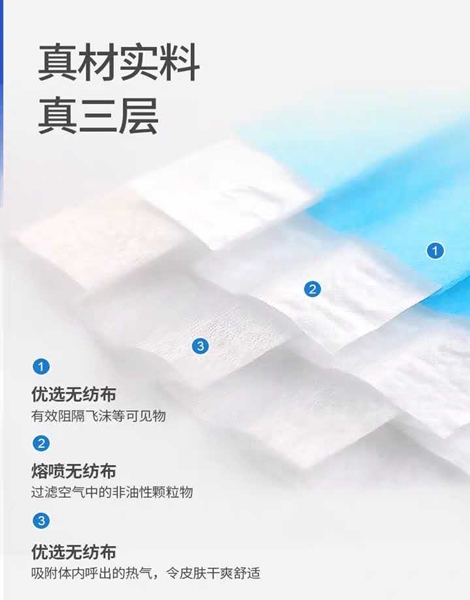 真材实料
真三层
1
2
3
1
优选无纺布
有效阻隔飞沫等可见物
2
熔喷无纺布
过滤空气中的非油性颗粒物
3
优选无纺布
吸附体内呼出的热气，令皮肤干爽舒适